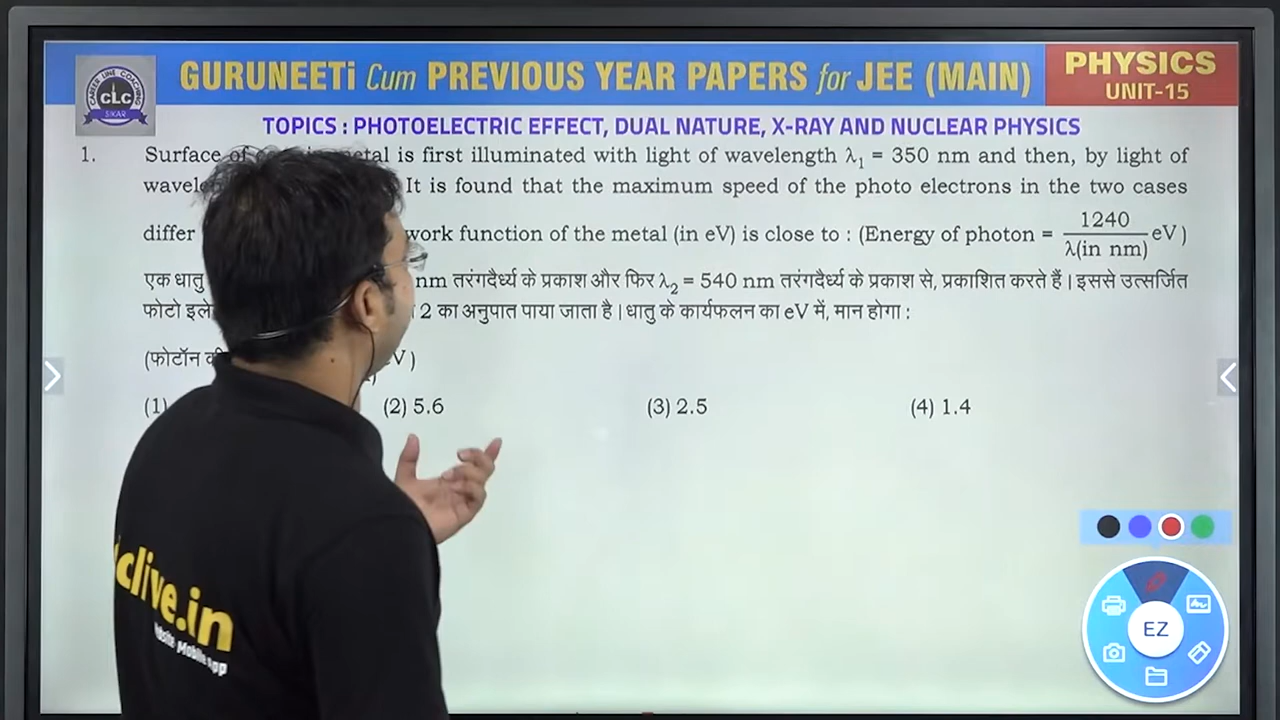 GURUNEETi Cum PREVIOUS YEAR PAPERS for JEE (MAIN)
PHYSICS
UNIT-15
CAREER LINE COACHING
CLC
SIKAR
TOPICS : PHOTOELECTRIC EFFECT, DUAL NATURE, X-RAY AND NUCLEAR PHYSICS
1. Surface of is first illuminated with light of wavelength λ₁ = 350 nm and then, by light of
It is found that the maximum speed of the photo electrons in the two cases
differ work function of the metal (in eV) is close to : (Energy of photon = 1240/λ(in nm) eV )
एक धातु nm तरंगदैर्ध्य के प्रकाश और फिर λ₂ = 540 nm तरंगदैर्ध्य के प्रकाश से, प्रकाशित करते हैं। इससे उत्सर्जित
2 का अनुपात पाया जाता है। धातु के कार्यफलन का eV में, मान होगा :
(फोटॉन V )
(1) (2) 5.6 (3) 2.5 (4) 1.4
clive.in
EZ